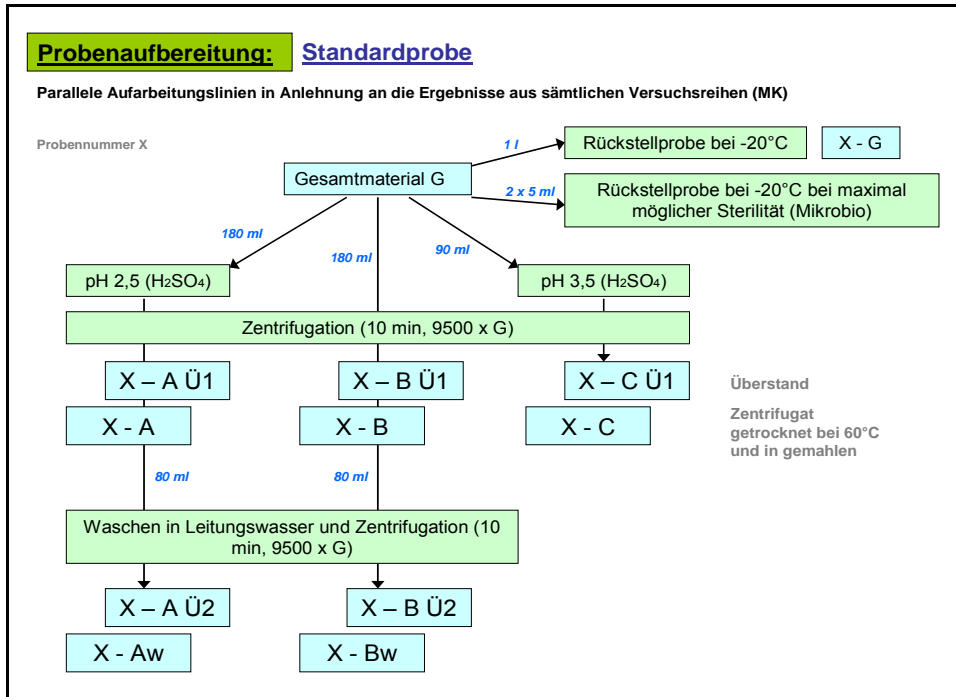 Probenaufbereitung: Standardprobe
Parallele Aufarbeitungslinien in Anlehnung an die Ergebnisse aus sämtlichen Versuchsreihen (MK)
Probennummer X
1 l
Rückstellprobe bei -20°C
X - G
Gesamtmaterial G
2 x 5 ml
Rückstellprobe bei -20°C bei maximal
möglicher Sterilität (Mikrobio)
180 ml
180 ml
90 ml
pH 2,5 (H₂SO₄)
pH 3,5 (H₂SO₄)
Zentrifugation (10 min, 9500 x G)
X – A Ü1
X – B Ü1
X – C Ü1
Überstand
X - A
X - B
X - C
Zentrifugat
getrocknet bei 60°C
und in gemahlen
80 ml
80 ml
Waschen in Leitungswasser und Zentrifugation (10
min, 9500 x G)
X – A Ü2
X – B Ü2
X - Aw
X - Bw